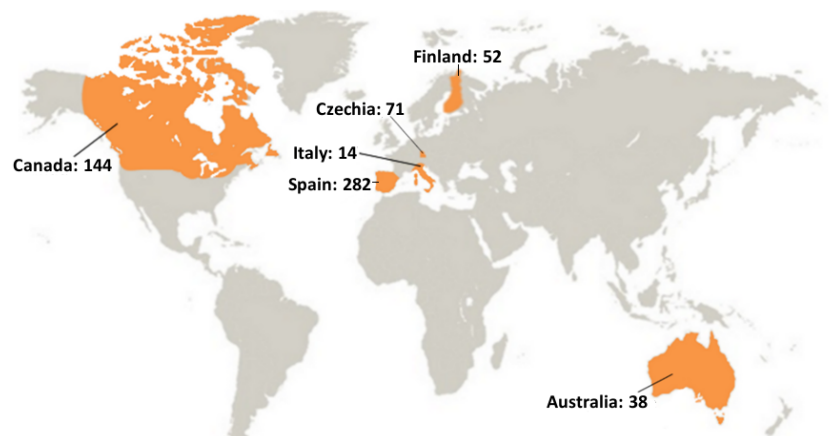 Finland: 52
Czechia: 71
Italy: 14
Canada: 144
Spain: 282
Australia: 38